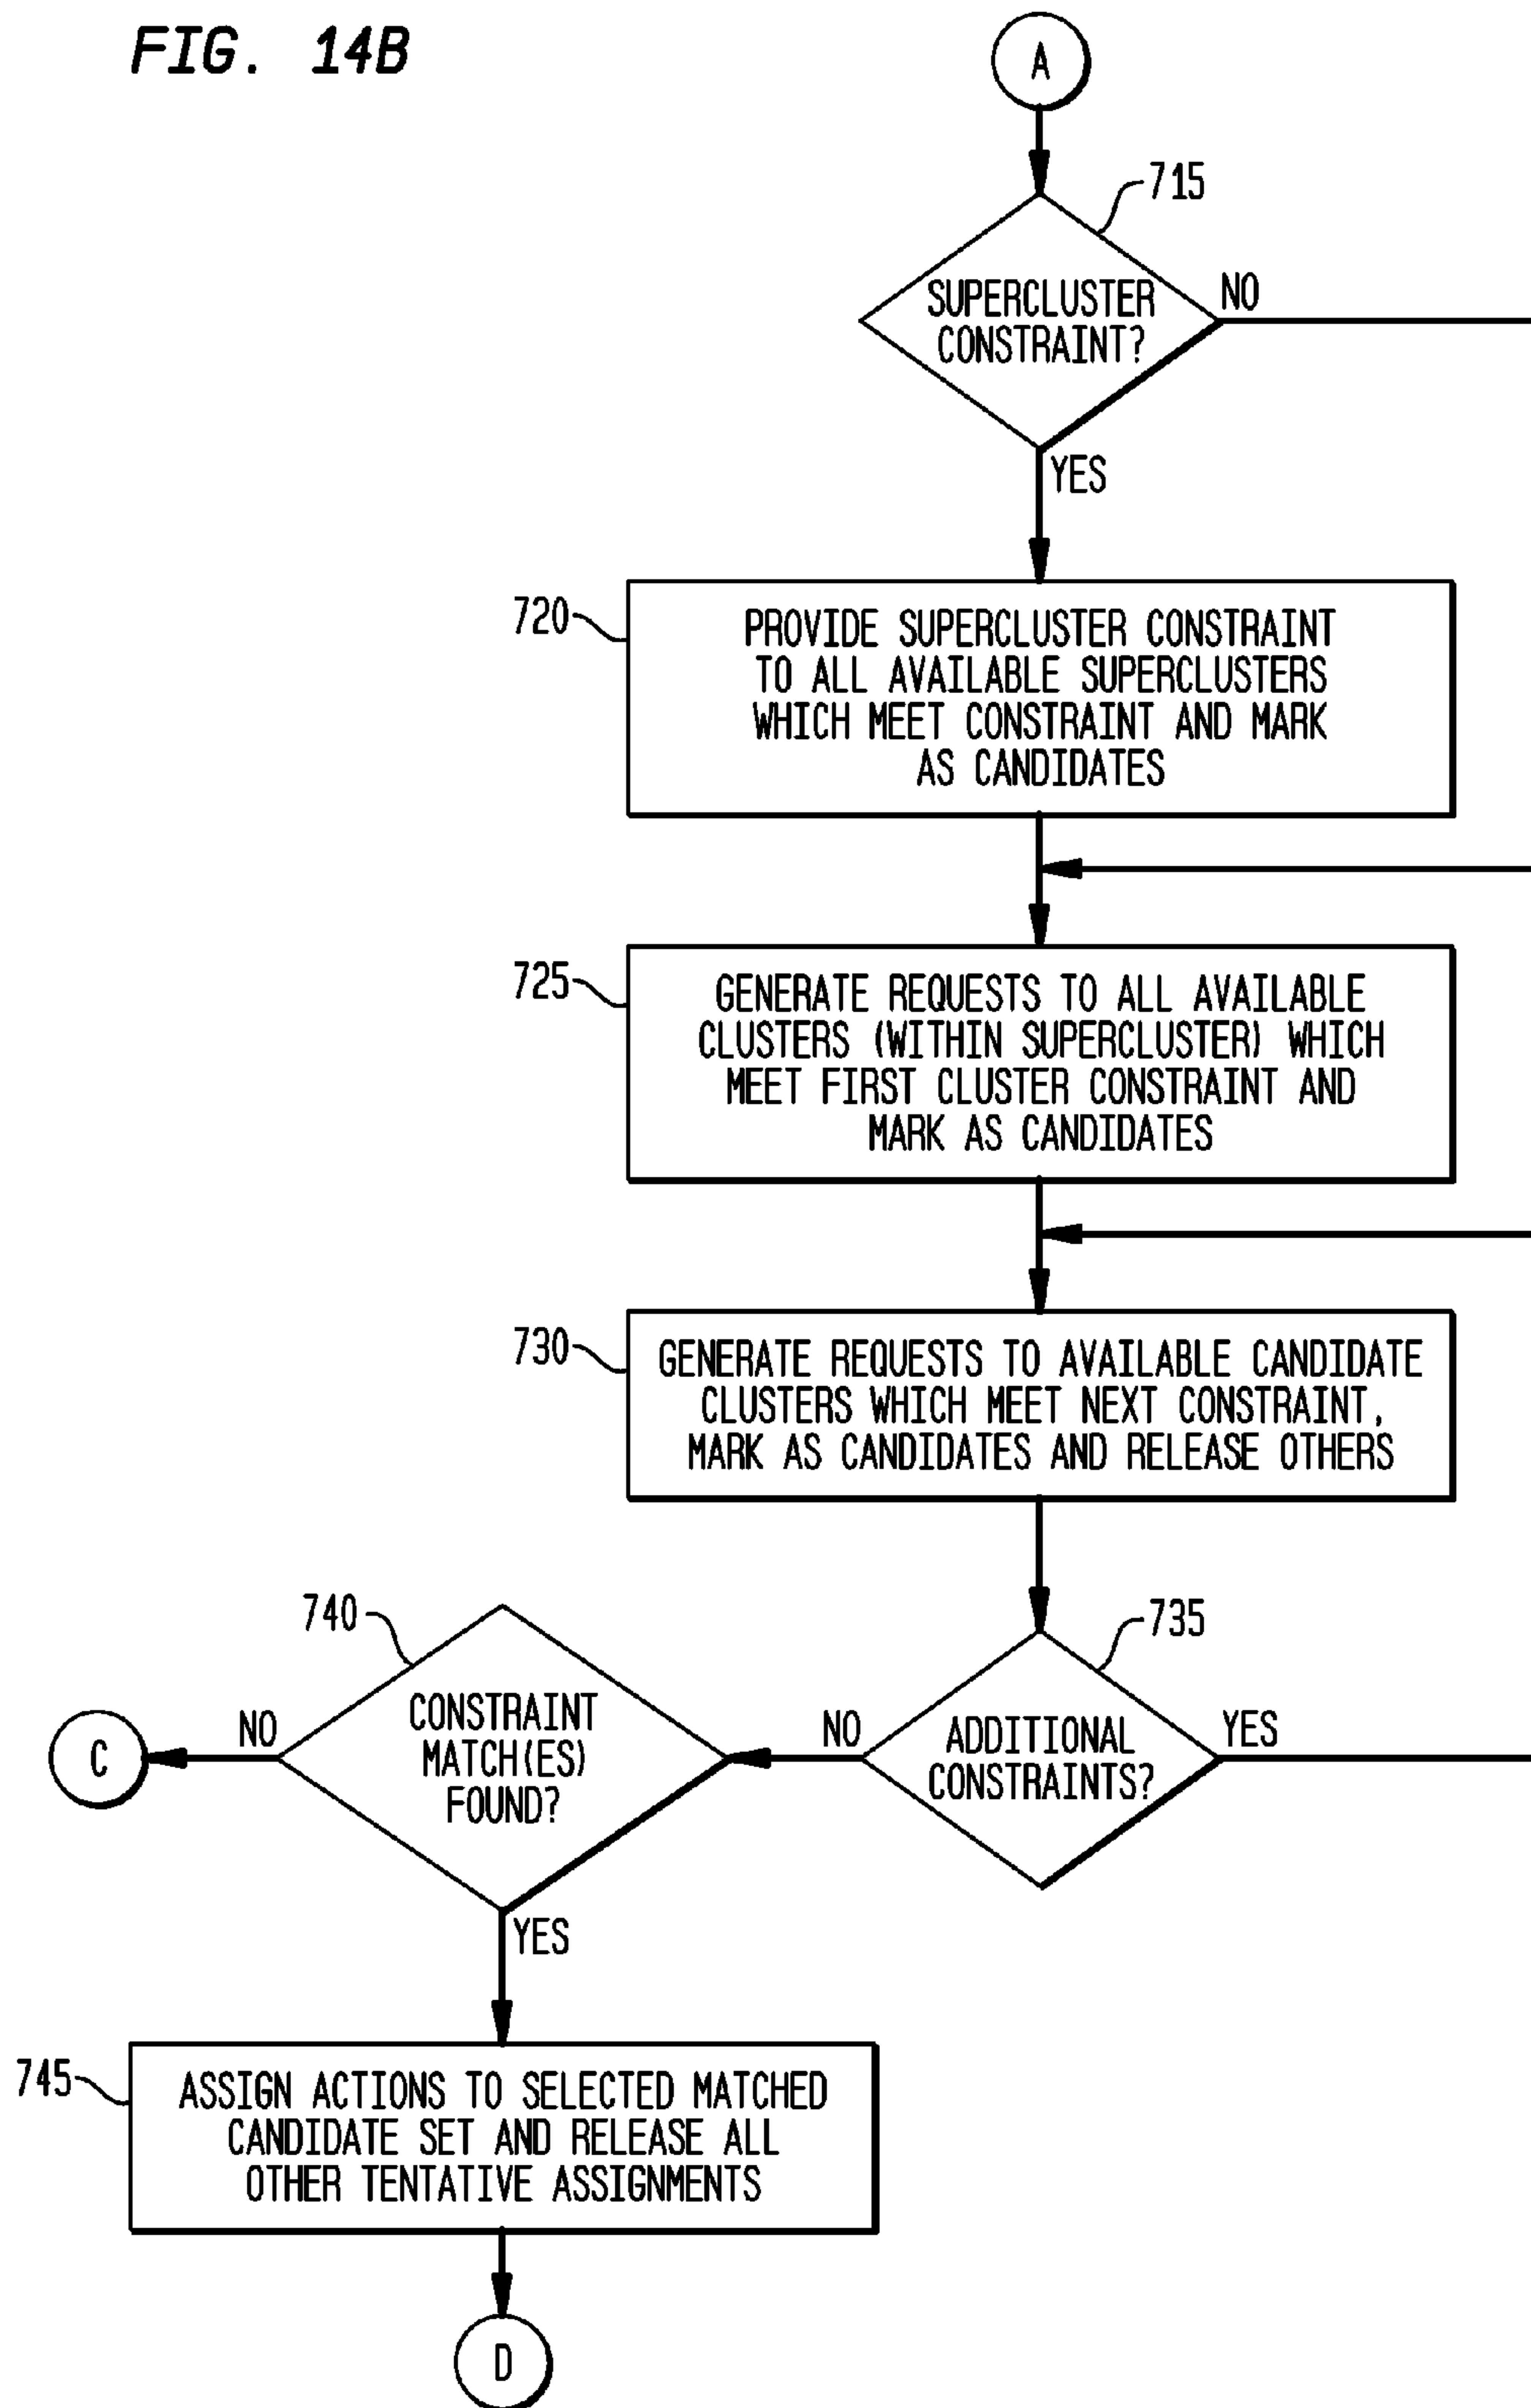 FIG. 14B
A
715
SUPERCLUSTER
CONSTRAINT?
NO
YES
720
PROVIDE SUPERCLUSTER CONSTRAINT
TO ALL AVAILABLE SUPERCLUSTERS
WHICH MEET CONSTRAINT AND MARK
AS CANDIDATES
725
GENERATE REQUESTS TO ALL AVAILABLE
CLUSTERS (WITHIN SUPERCLUSTER) WHICH
MEET FIRST CLUSTER CONSTRAINT AND
MARK AS CANDIDATES
730
GENERATE REQUESTS TO AVAILABLE CANDIDATE
CLUSTERS WHICH MEET NEXT CONSTRAINT,
MARK AS CANDIDATES AND RELEASE OTHERS
735
ADDITIONAL
CONSTRAINTS?
YES
NO
740
CONSTRAINT
MATCH(ES)
FOUND?
NO
C
YES
745
ASSIGN ACTIONS TO SELECTED MATCHED
CANDIDATE SET AND RELEASE ALL
OTHER TENTATIVE ASSIGNMENTS
D